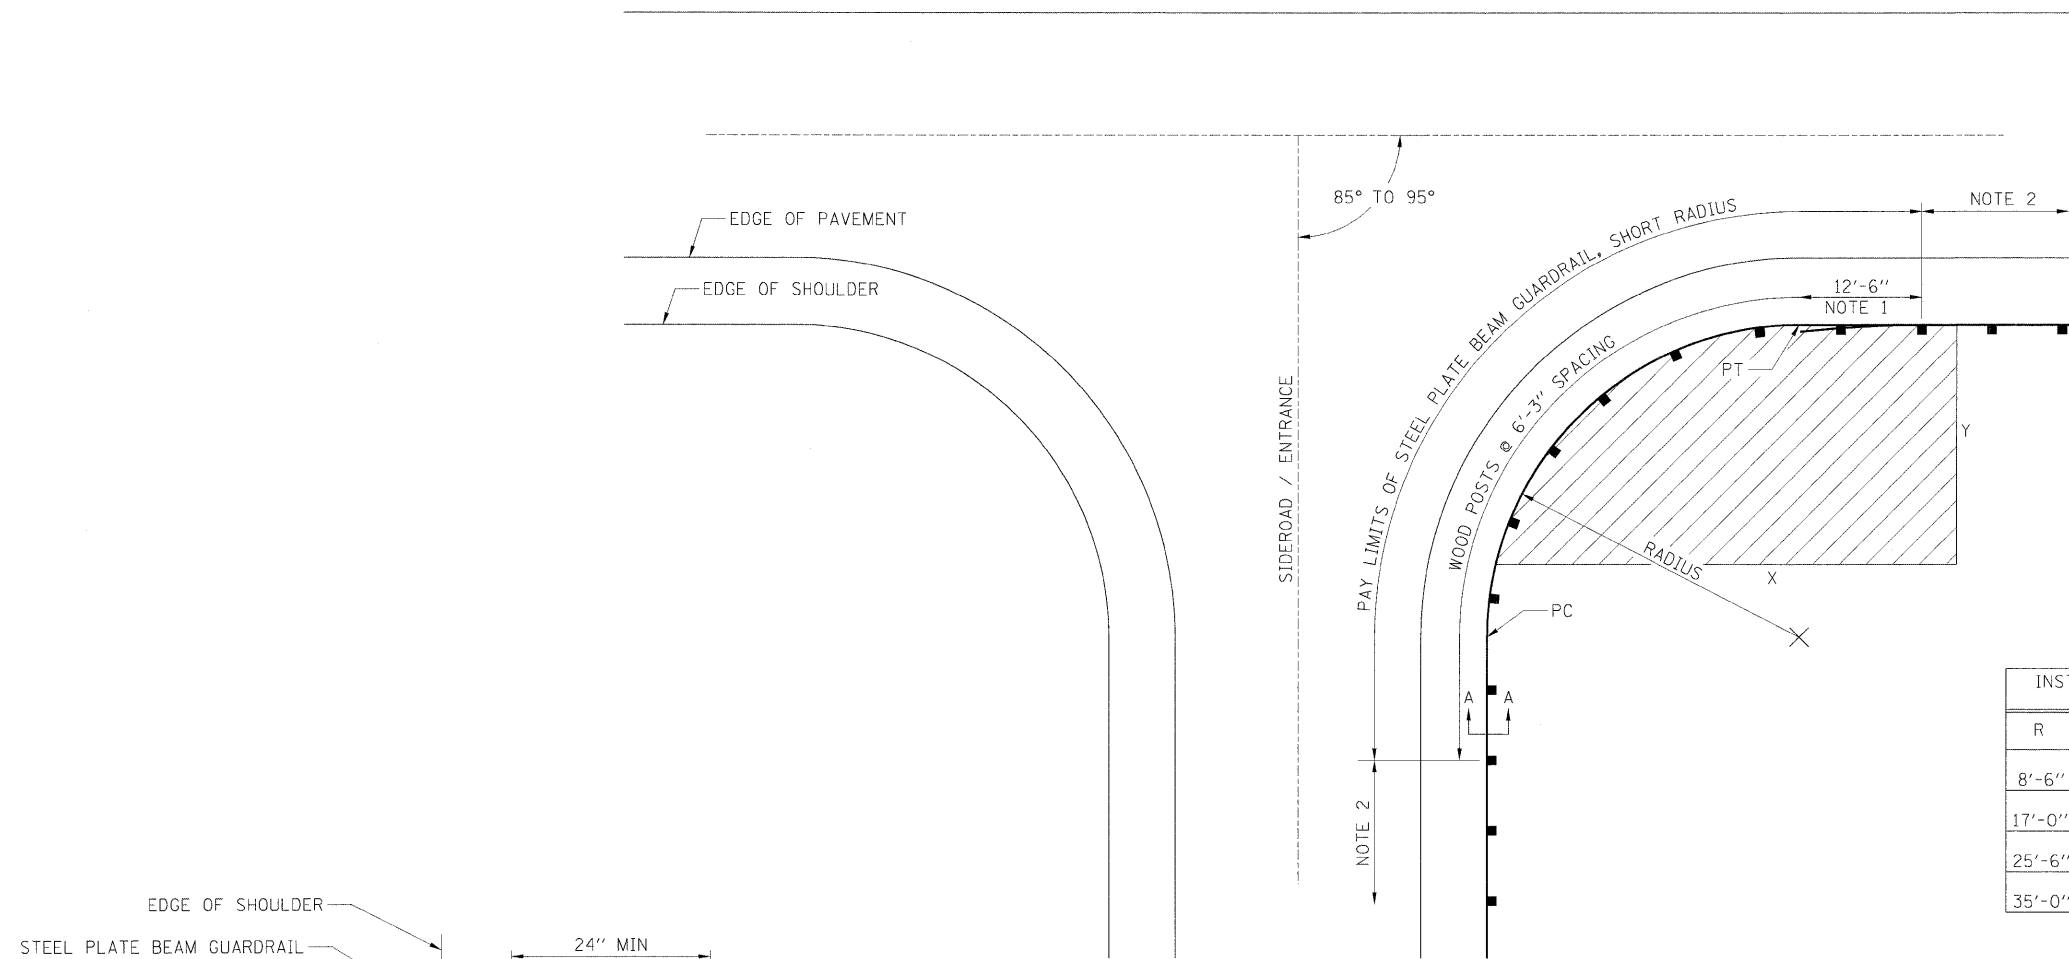 85° TO 95°
NOTE 2
EDGE OF PAVEMENT
PAY LIMITS OF STEEL PLATE BEAM GUARDRAIL, SHORT RADIUS
EDGE OF SHOULDER
12'-6"
NOTE 1
WOOD POSTS @ 6'-3" SPACING
PT
SIDEROAD / ENTRANCE
Y
RADIUS
X
PC
A A
NOTE 2
R
8'-6"
17'-0"
25'-6"
35'-0"
EDGE OF SHOULDER
STEEL PLATE BEAM GUARDRAIL
24" MIN